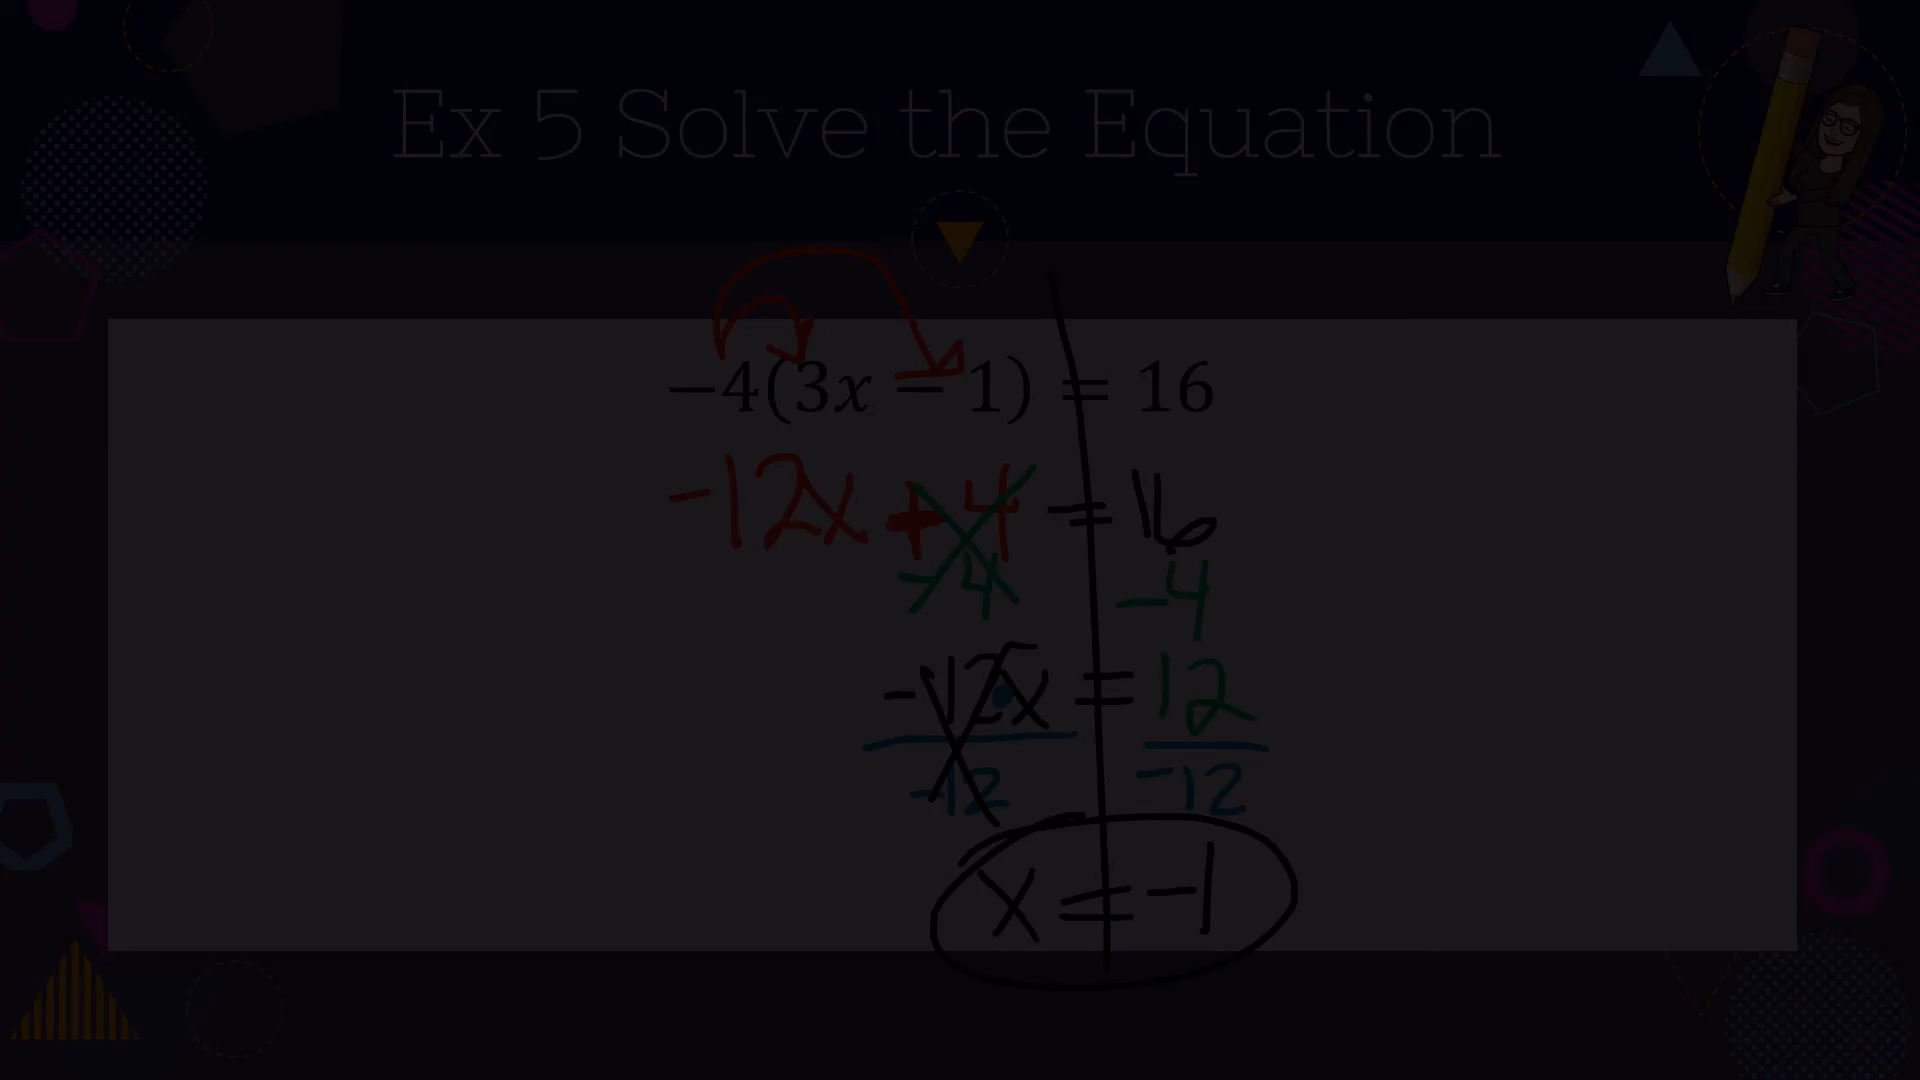 Ex 5 Solve the Equation
−4(3x − 1) = 16
-12x + 4 = 16
-4 -4
-12x = 12
-12 -12
x = -1